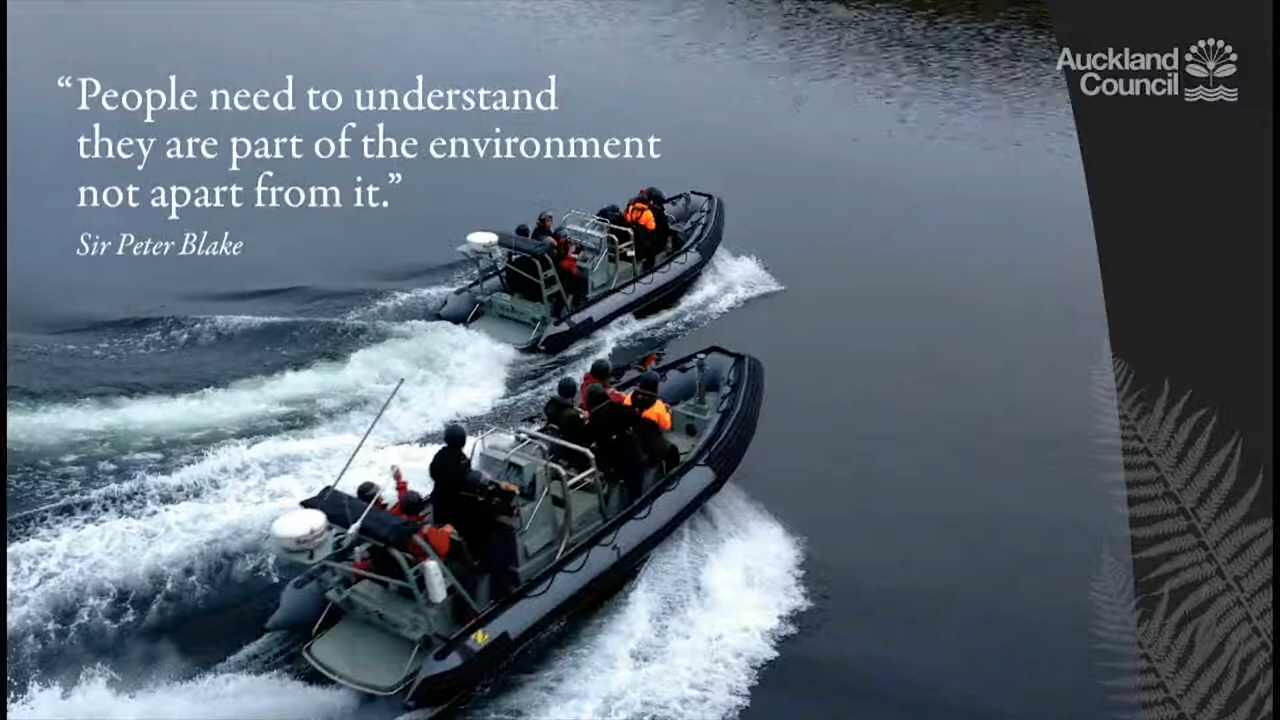 “People need to understand
they are part of the environment
not apart from it.”
Sir Peter Blake
Auckland
Council